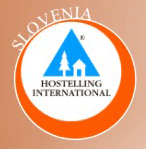 SLOVENIA
®
HOSTELLING
INTERNATIONAL